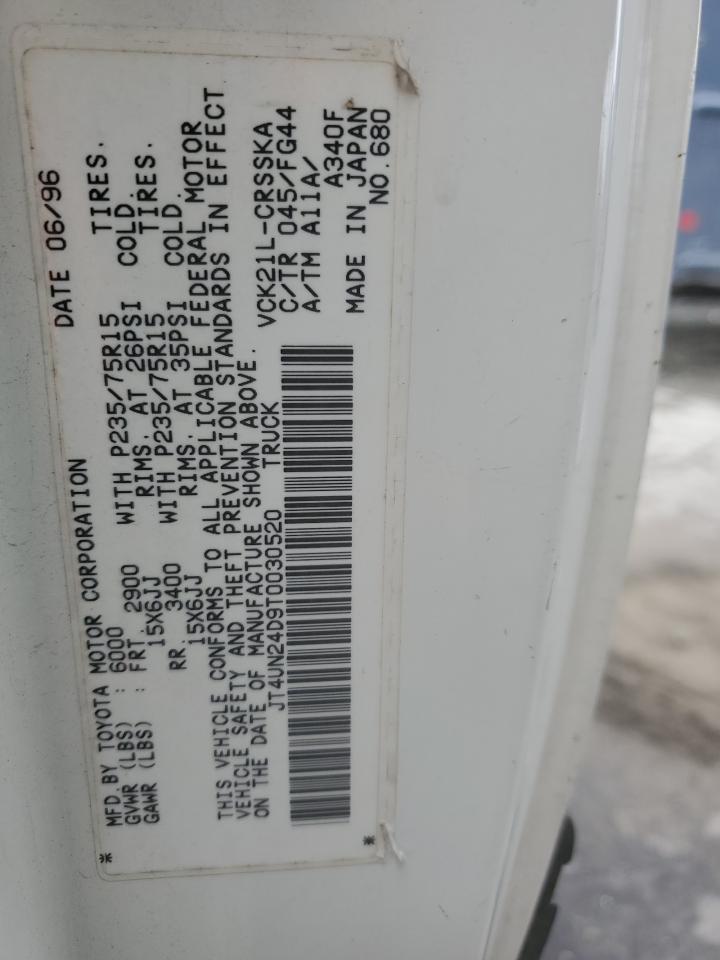 MFD. BY TOYOTA MOTOR CORPORATION DATE 06/96
GVWR (LBS) : 6000
GAWR (LBS) : FRT. 2900 WITH P235/75R15 TIRES.
15X6JJ RIMS. AT 26PSI COLD.
RR. 3400 WITH P235/75R15 TIRES.
15X6JJ RIMS. AT 35PSI COLD.
THIS VEHICLE CONFORMS TO ALL APPLICABLE FEDERAL MOTOR
VEHICLE SAFETY AND THEFT PREVENTION STANDARDS IN EFFECT
ON THE DATE OF MANUFACTURE SHOWN ABOVE.
JT4UN24D9T0030520 TRUCK
VCK21L-CRSSKA
C/TR 045/FG44
A/TM A11A/
A340F
MADE IN JAPAN
NO.680